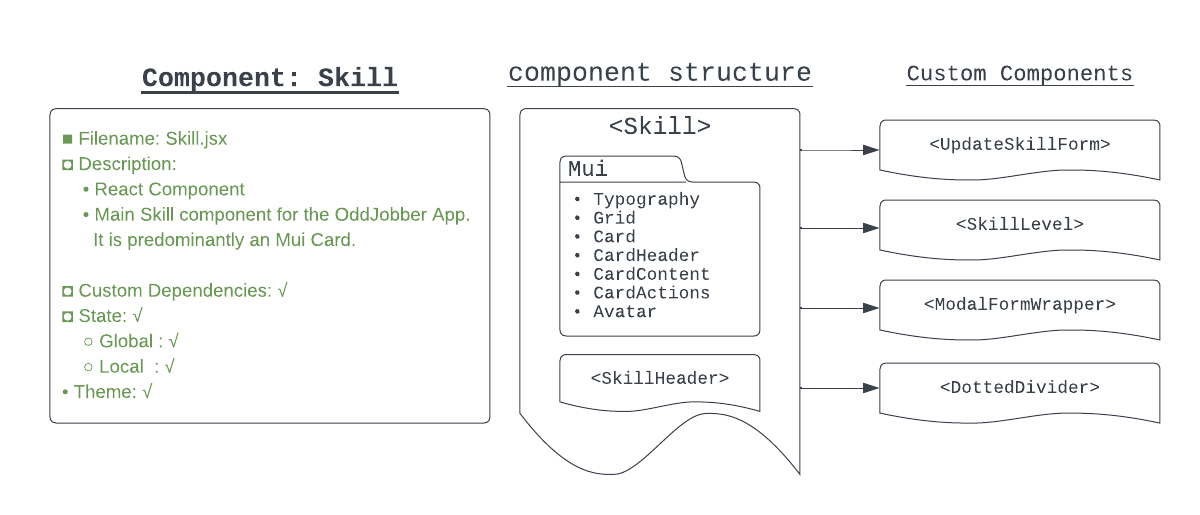 Component: Skill
■ Filename: Skill.jsx
◘ Description:
• React Component
• Main Skill component for the OddJobber App.
It is predominantly an Mui Card.
◘ Custom Dependencies: √
◘ State: √
○ Global : √
○ Local  : √
• Theme: √
component structure
<Skill>
Mui
• Typography
• Grid
• Card
• CardHeader
• CardContent
• CardActions
• Avatar
<SkillHeader>
Custom Components
<UpdateSkillForm>
<SkillLevel>
<ModalFormWrapper>
<DottedDivider>